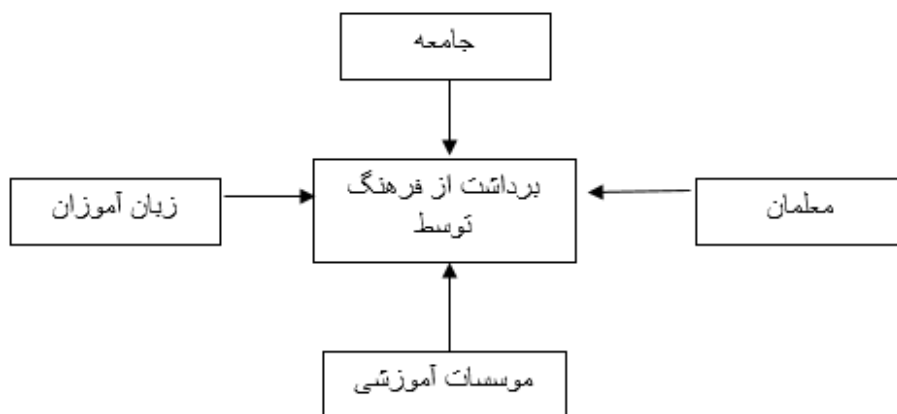 جامعه
برداشت از فرهنگ
توسط
معلمان
زبان آموزان
موسسات آموزشی